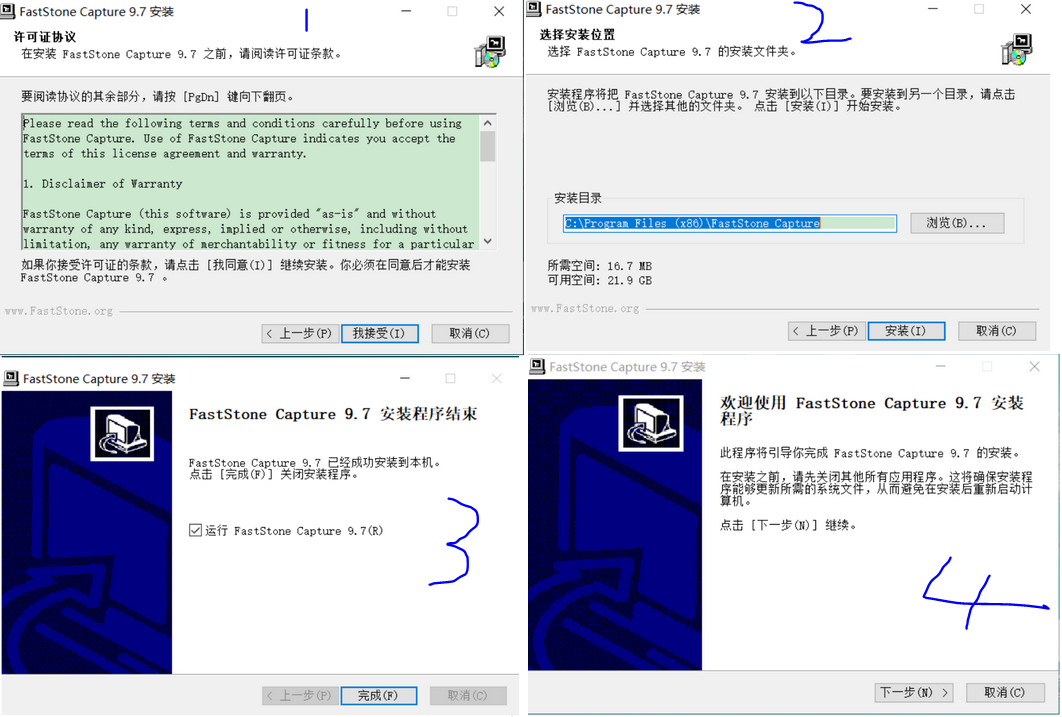 FastStone Capture 9.7 安装
1
许可证协议
在安装 FastStone Capture 9.7 之前,请阅读许可证条款。
要阅读协议的其余部分,请按 [PgDn] 键向下翻页。
Please read the following terms and conditions carefully before using
FastStone Capture. Use of FastStone Capture indicates you accept the
terms of this license agreement and warranty.
1. Disclaimer of Warranty
FastStone Capture (this software) is provided "as-is" and without
warranty of any kind, express, implied or otherwise, including without
limitation, any warranty of merchantability or fitness for a particular
如果你接受许可证的条款,请点击 [我同意(I)] 继续安装。你必须在同意后才能安装
FastStone Capture 9.7 。
www.FastStone.org
< 上一步(P)
我接受(I)
取消(C)
FastStone Capture 9.7 安装
2
选择安装位置
选择 FastStone Capture 9.7 的安装文件夹。
安装程序将把 FastStone Capture 9.7 安装到以下目录。要安装到另一个目录,请点击
[浏览(B)...] 并选择其他的文件夹。 点击 [安装(I)] 开始安装。
安装目录
C:\Program Files (x86)\FastStone Capture
浏览(B)...
所需空间: 16.7 MB
可用空间: 21.9 GB
www.FastStone.org
< 上一步(P)
安装(I)
取消(C)
FastStone Capture 9.7 安装
FastStone Capture 9.7 安装程序结束
FastStone Capture 9.7 已经成功安装到本机。
点击 [完成(F)] 关闭安装程序。
运行 FastStone Capture 9.7(R)
3
< 上一步(P)
完成(F)
取消(C)
FastStone Capture 9.7 安装
欢迎使用 FastStone Capture 9.7 安装
程序
此程序将引导你完成 FastStone Capture 9.7 的安装。
在安装之前,请先关闭其他所有应用程序。这将确保安装程
序能够更新所需的系统文件,从而避免在安装后重新启动计
算机。
点击 [下一步(N)] 继续。
4
下一步(N) >
取消(C)